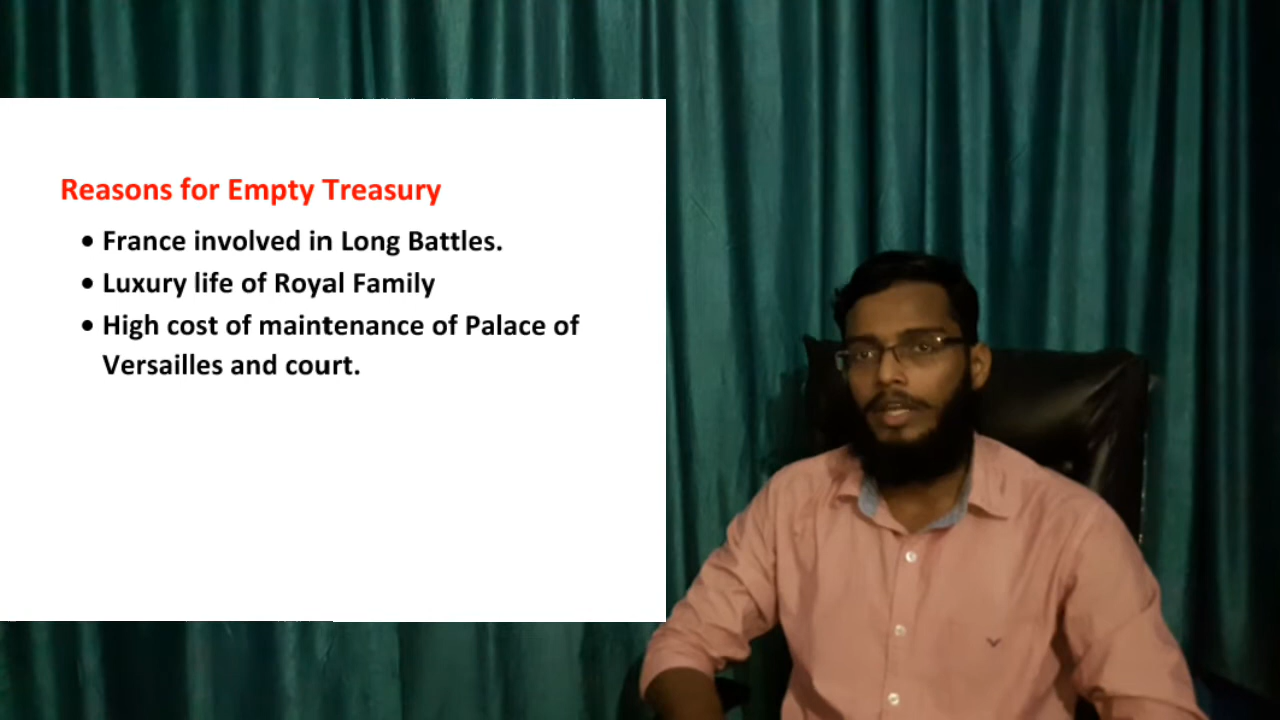 Reasons for Empty Treasury
• France involved in Long Battles.
• Luxury life of Royal Family
• High cost of maintenance of Palace of
Versailles and court.